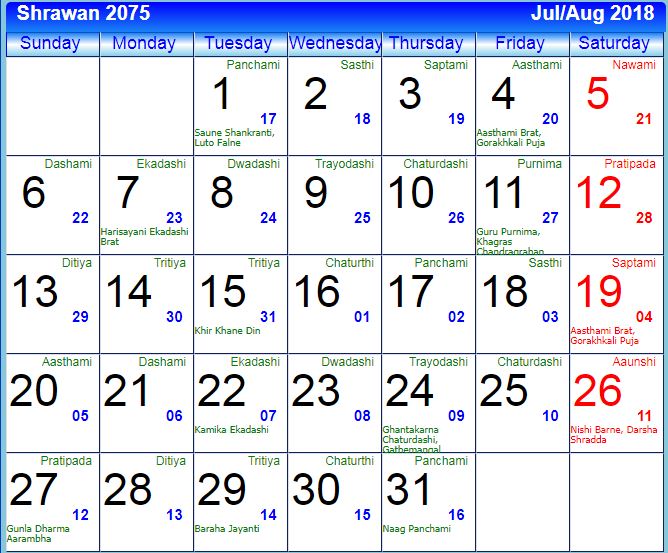 Shrawan 2075 Jul/Aug 2018
Sunday Monday Tuesday Wednesday Thursday Friday Saturday
Panchami Sasthi Saptami Aasthami Nawami
1 2 3 4 5
17 18 19 20 21
Saune Shankranti, Aasthami Brat,
Luto Falne Gorakhkali Puja
Dashami Ekadashi Dwadashi Trayodashi Chaturdashi Purnima Pratipada
6 7 8 9 10 11 12
22 23 24 25 26 27 28
Harisayani Ekadashi Guru Purnima,
Brat Khagras
Chandragrahan
Ditiya Tritiya Tritiya Chaturthi Panchami Sasthi Saptami
13 14 15 16 17 18 19
29 30 31 01 02 03 04
Khir Khane Din Aasthami Brat,
Gorakhkali Puja
Aasthami Dashami Ekadashi Dwadashi Trayodashi Chaturdashi Aaunshi
20 21 22 23 24 25 26
05 06 07 08 09 10 11
Kamika Ekadashi Ghantakarna Nishi Barne, Darsha
Chaturdashi, Shradda
Gathemangal
Pratipada Ditiya Tritiya Chaturthi Panchami
27 28 29 30 31
12 13 14 15 16
Gunla Dharma Baraha Jayanti Naag Panchami
Aarambha